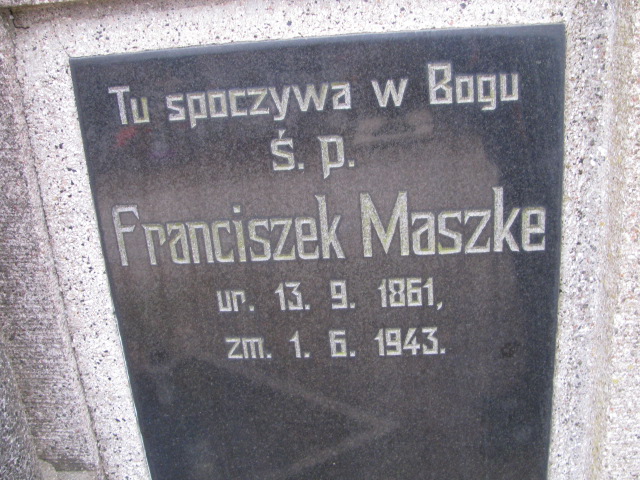 Tu spoczywa w Bogu
Ś. p.
Franciszek Maszke
ur. 13. 9. 1861,
zm. 1. 6. 1943.